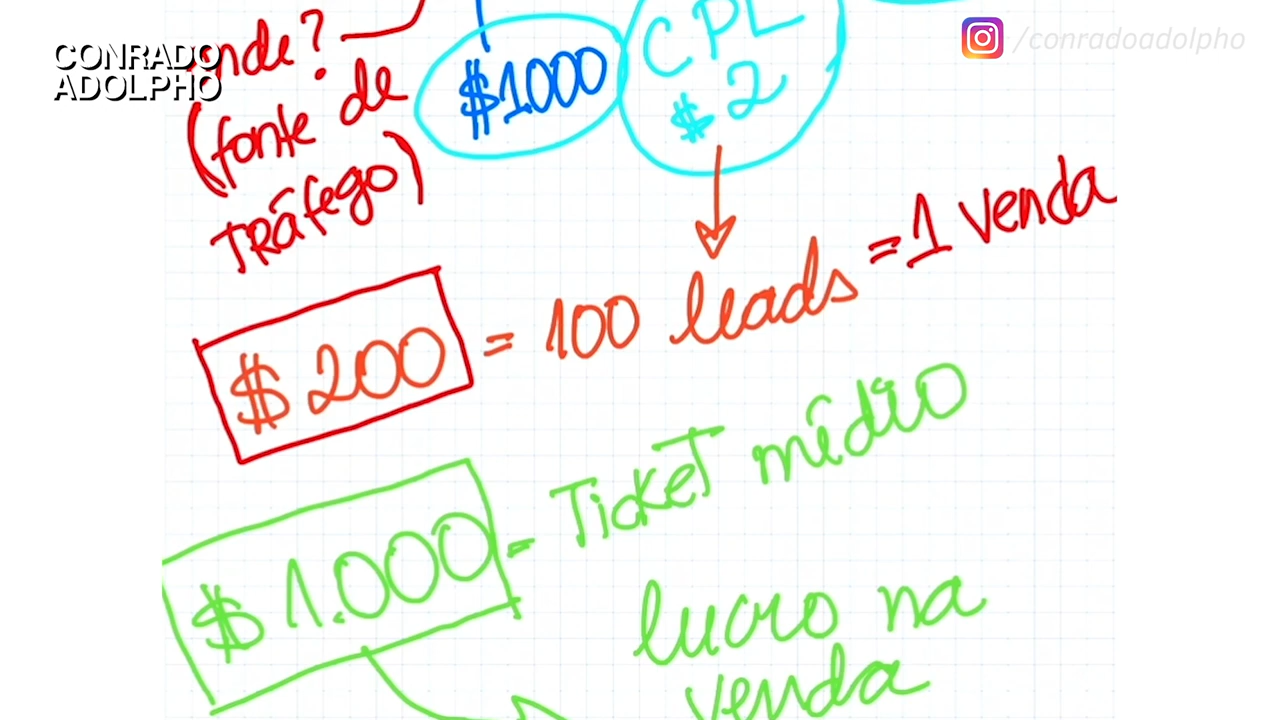 CONRADO
ADOLPHO
/conradoadolpho
onde?
(fonte de
tráfego)
$1000
CPL
$2
$200 = 100 leads = 1 venda
$1.000 - Ticket médio
lucro na
venda